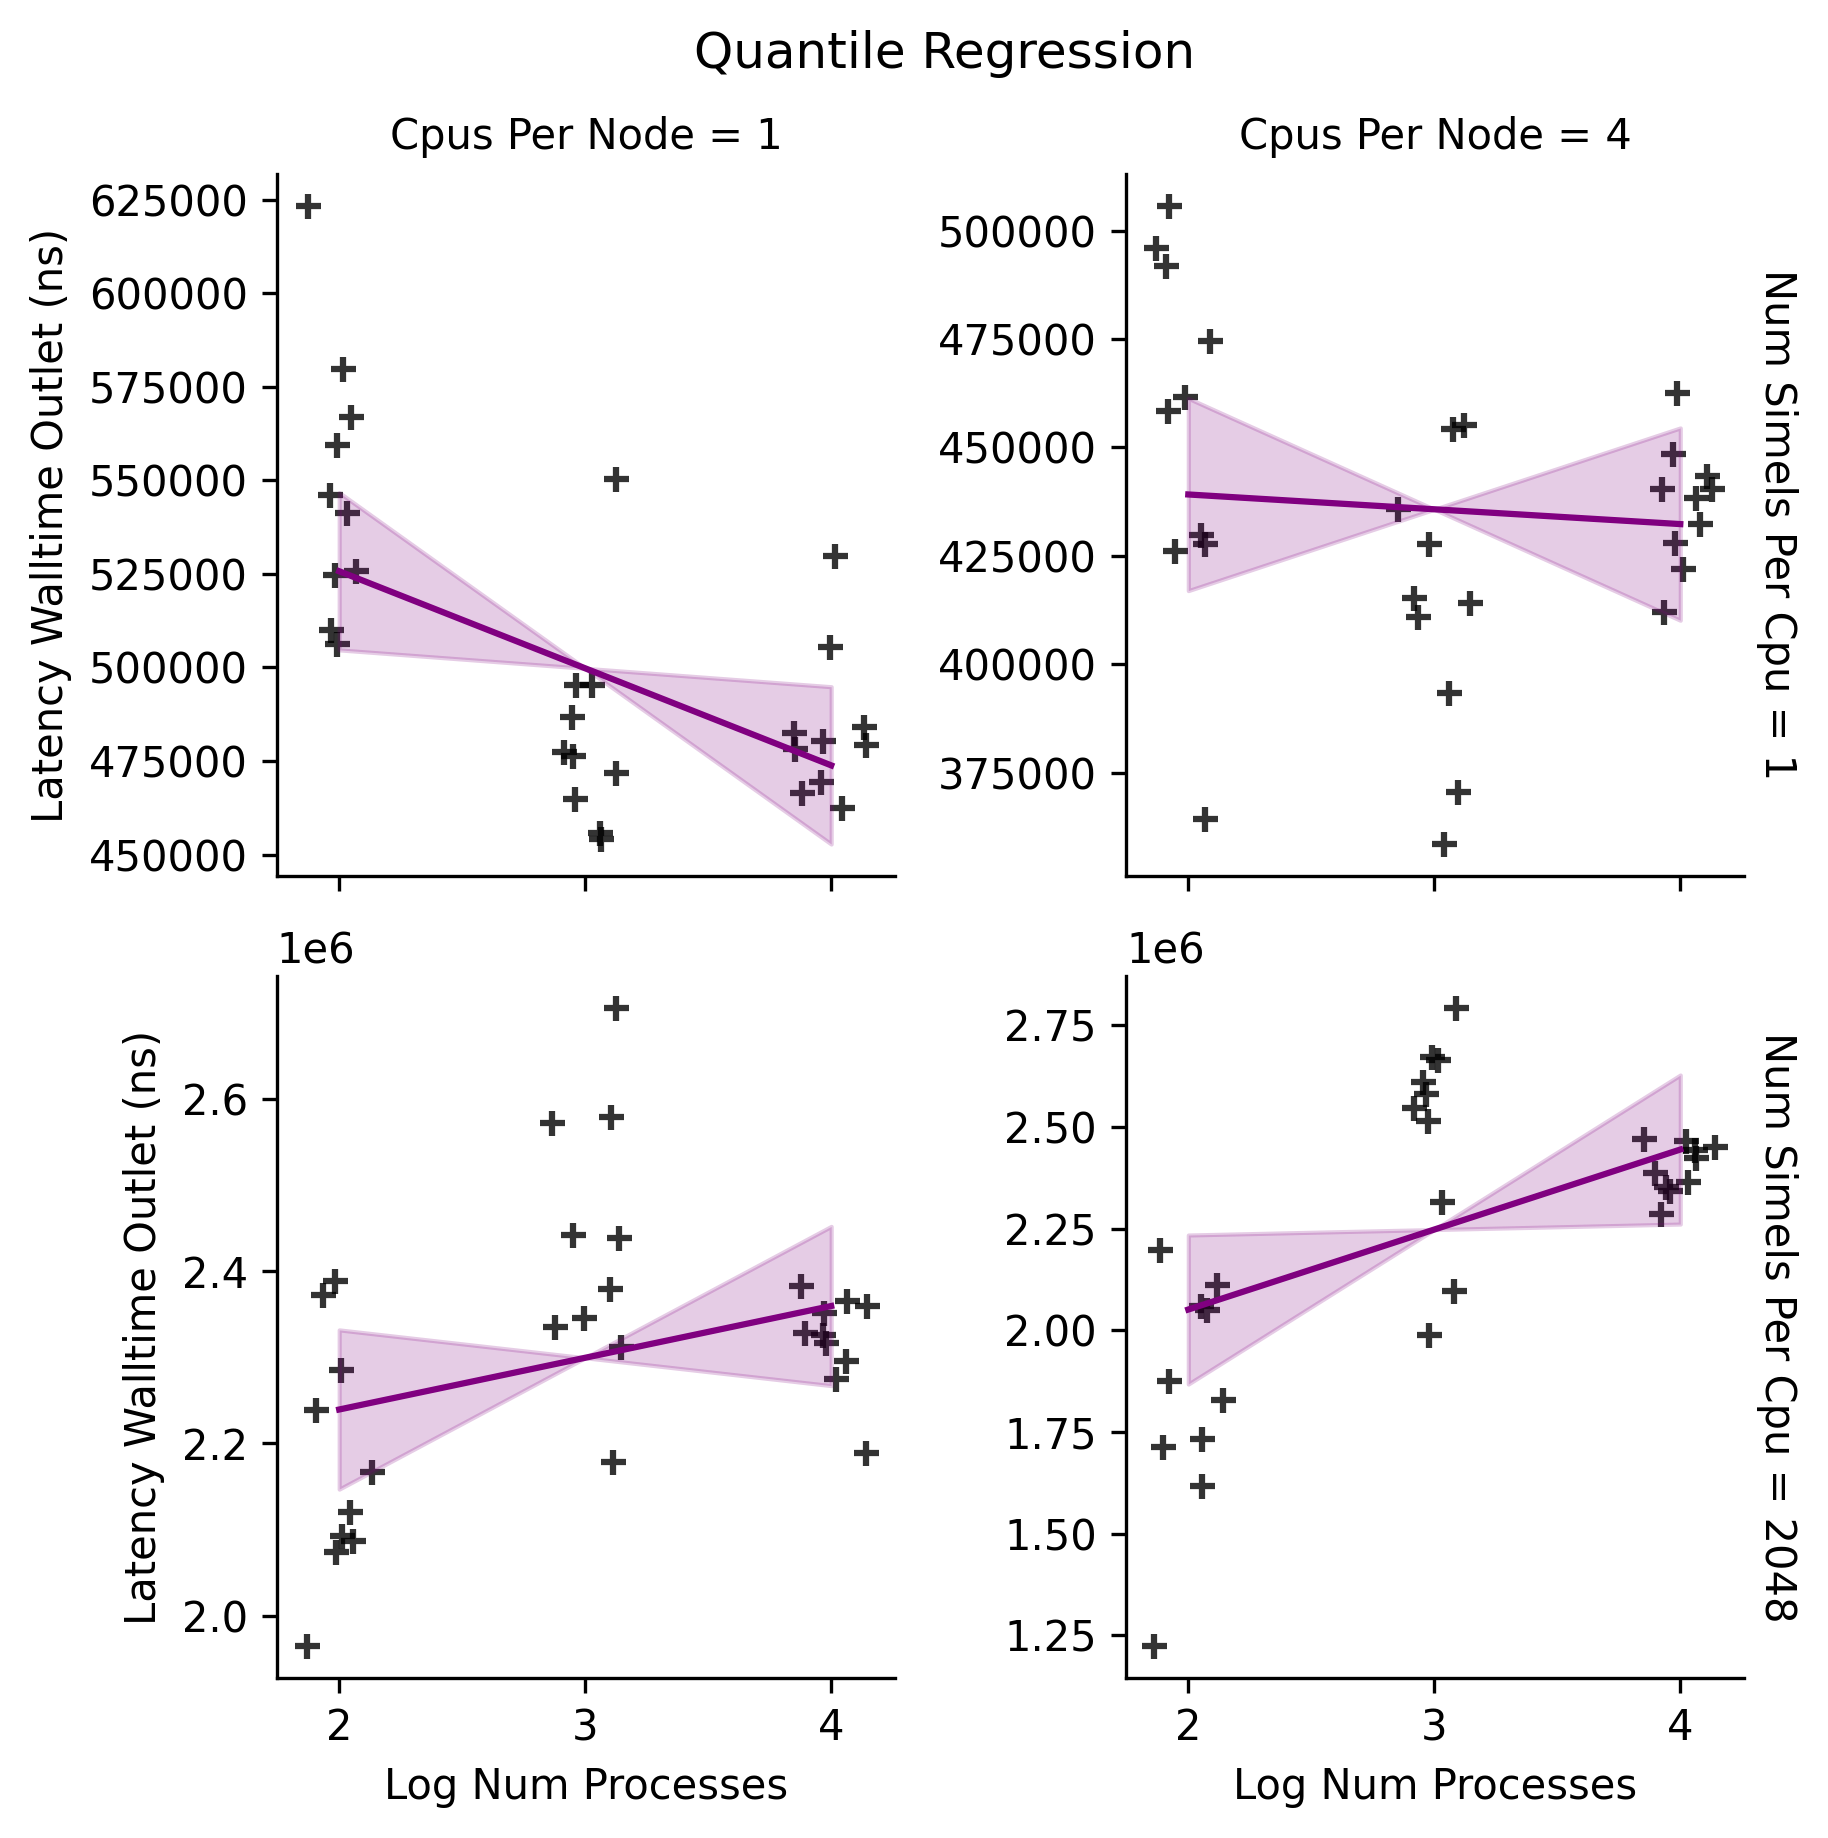 Quantile Regression
Cpus Per Node = 1
Cpus Per Node = 4
Latency Walltime Outlet (ns)
625000
600000
575000
550000
525000
500000
475000
450000
500000
475000
450000
425000
400000
375000
Num Simels Per Cpu = 1
1e6
Latency Walltime Outlet (ns)
2.6
2.4
2.2
2.0
2
3
4
Log Num Processes
1e6
2.75
2.50
2.25
2.00
1.75
1.50
1.25
2
3
4
Log Num Processes
Num Simels Per Cpu = 2048